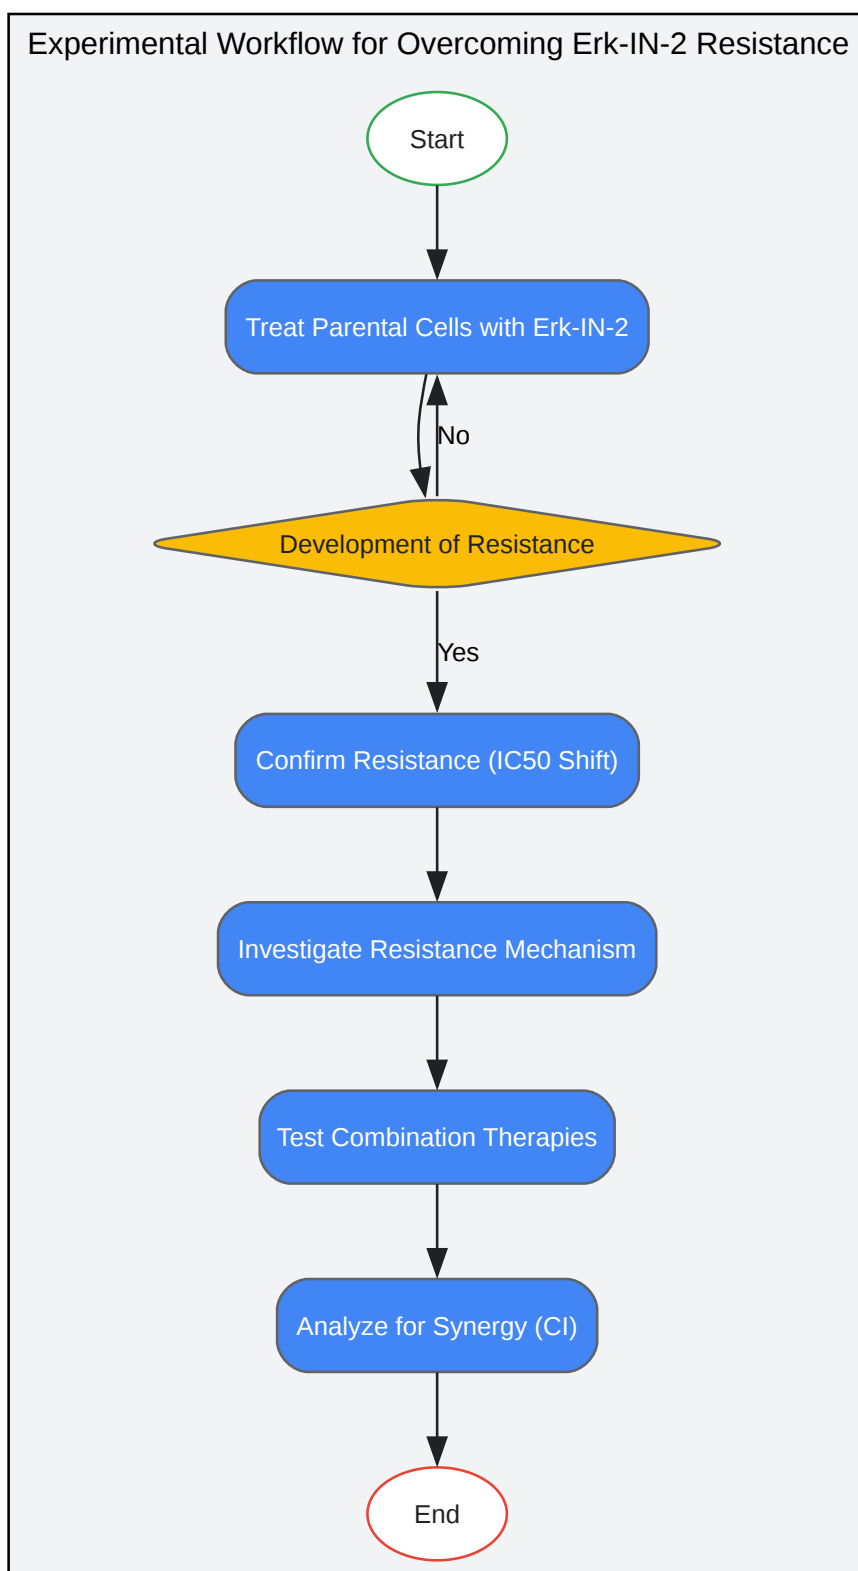 Experimental Workflow for Overcoming Erk-IN-2 Resistance
Start
Treat Parental Cells with Erk-IN-2
No
Development of Resistance
Yes
Confirm Resistance (IC50 Shift)
Investigate Resistance Mechanism
Test Combination Therapies
Analyze for Synergy (CI)
End